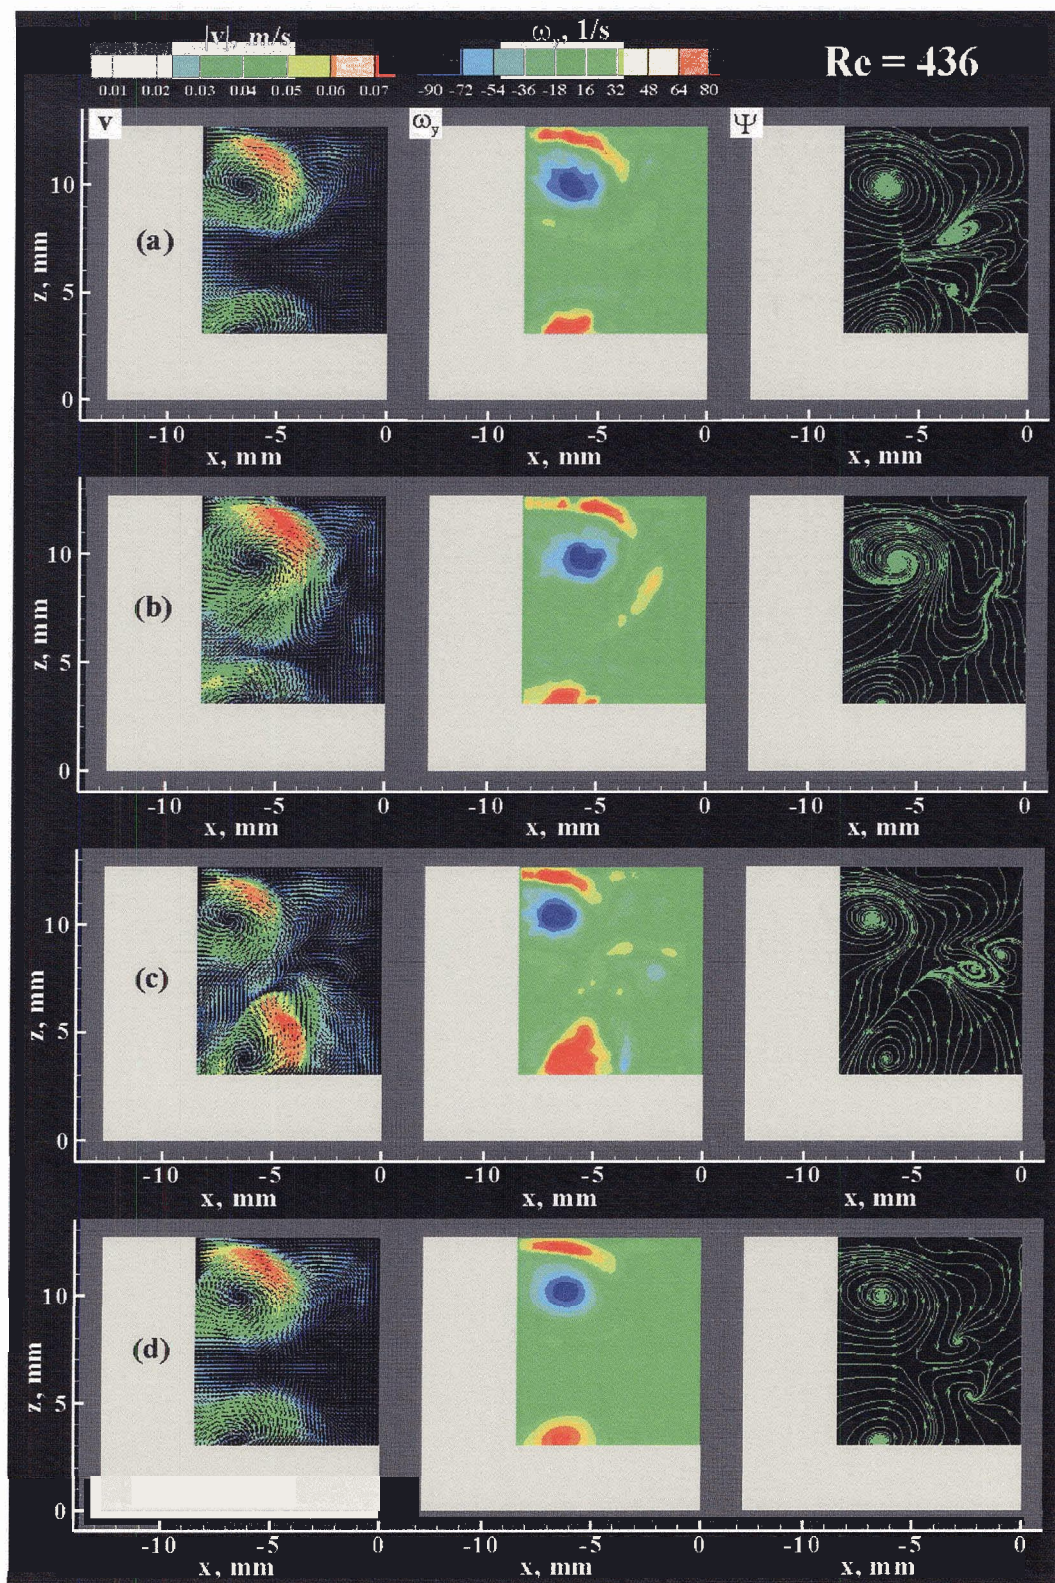 |v|, m/s
ω_y, 1/s
Re = 436
0.01 0.02 0.03 0.04 0.05 0.06 0.07
-90 -72 -54 -36 -18 16 32 48 64 80
v
ω_y
Ψ
(a)
z, mm
10
5
0
-10 -5 0
-10 -5 0
-10 -5 0
x, mm
x, mm
x, mm
(b)
z, mm
10
5
0
-10 -5 0
-10 -5 0
-10 -5 0
x, mm
x, mm
x, mm
(c)
z, mm
10
5
0
-10 -5 0
-10 -5 0
-10 -5 0
x, mm
x, mm
x, mm
(d)
z, mm
10
5
0
-10 -5 0
-10 -5 0
-10 -5 0
x, mm
x, mm
x, mm